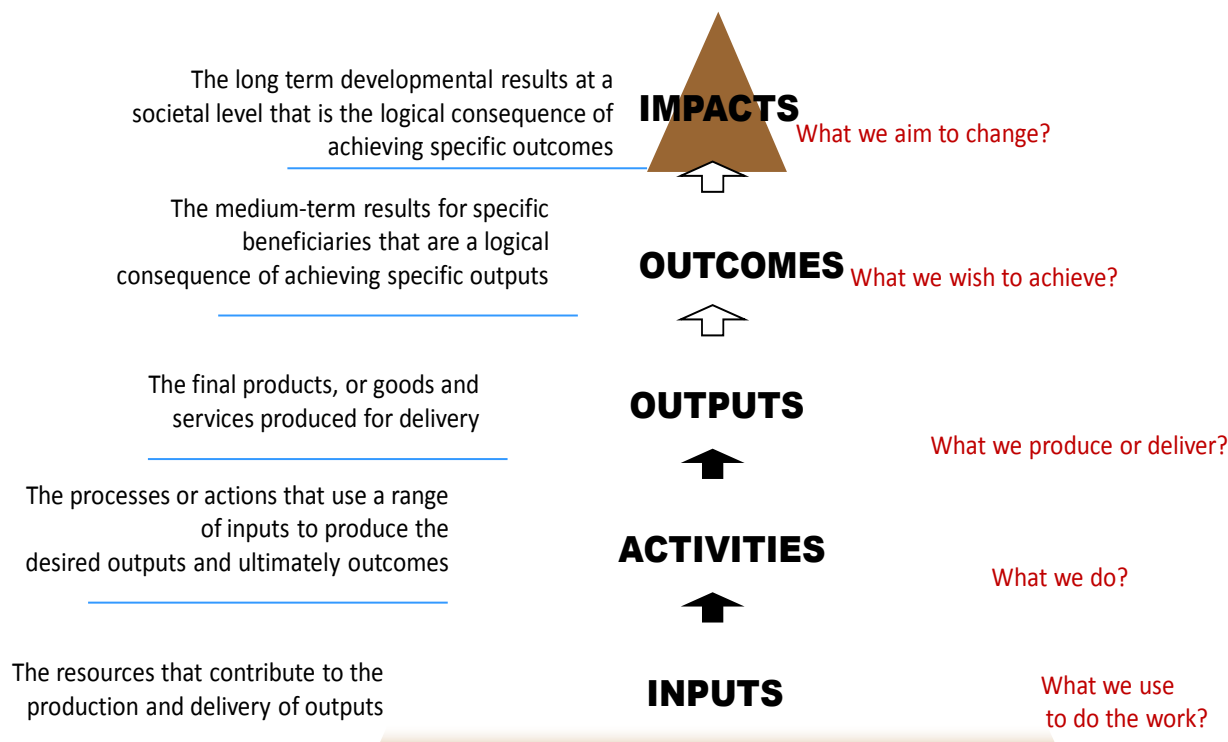 The long term developmental results at a
societal level that is the logical consequence of
achieving specific outcomes
IMPACTS
What we aim to change?
The medium-term results for specific
beneficiaries that are a logical
consequence of achieving specific outputs
OUTCOMES
What we wish to achieve?
The final products, or goods and
services produced for delivery
OUTPUTS
What we produce or deliver?
The processes or actions that use a range
of inputs to produce the
desired outputs and ultimately outcomes
ACTIVITIES
What we do?
The resources that contribute to the
production and delivery of outputs
INPUTS
What we use
to do the work?